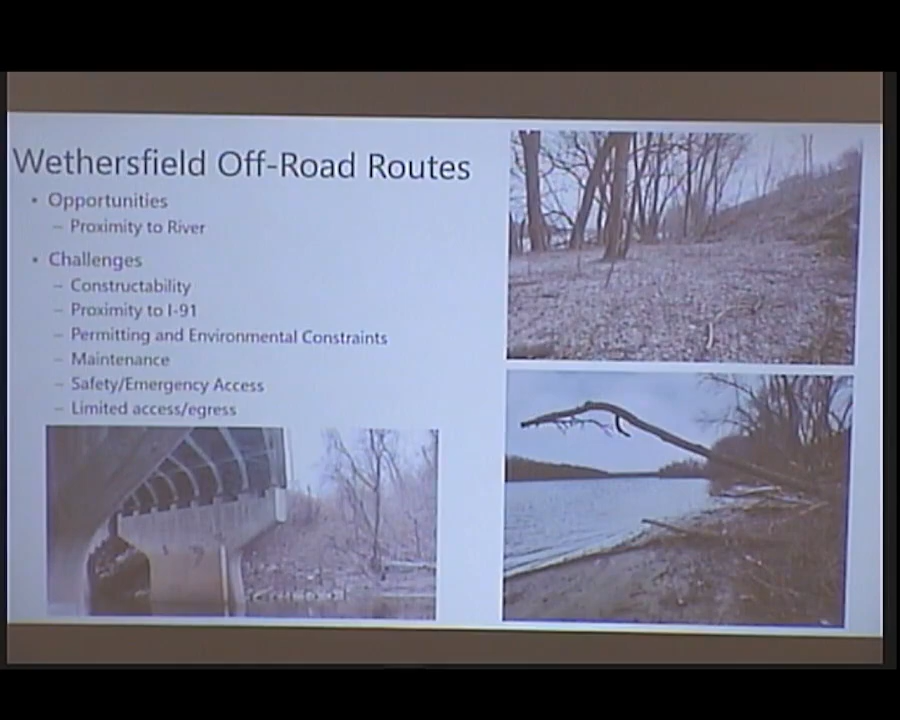 Wethersfield Off-Road Routes
• Opportunities
– Proximity to River
• Challenges
– Constructability
– Proximity to I-91
– Permitting and Environmental Constraints
– Maintenance
– Safety/Emergency Access
– Limited access/egress